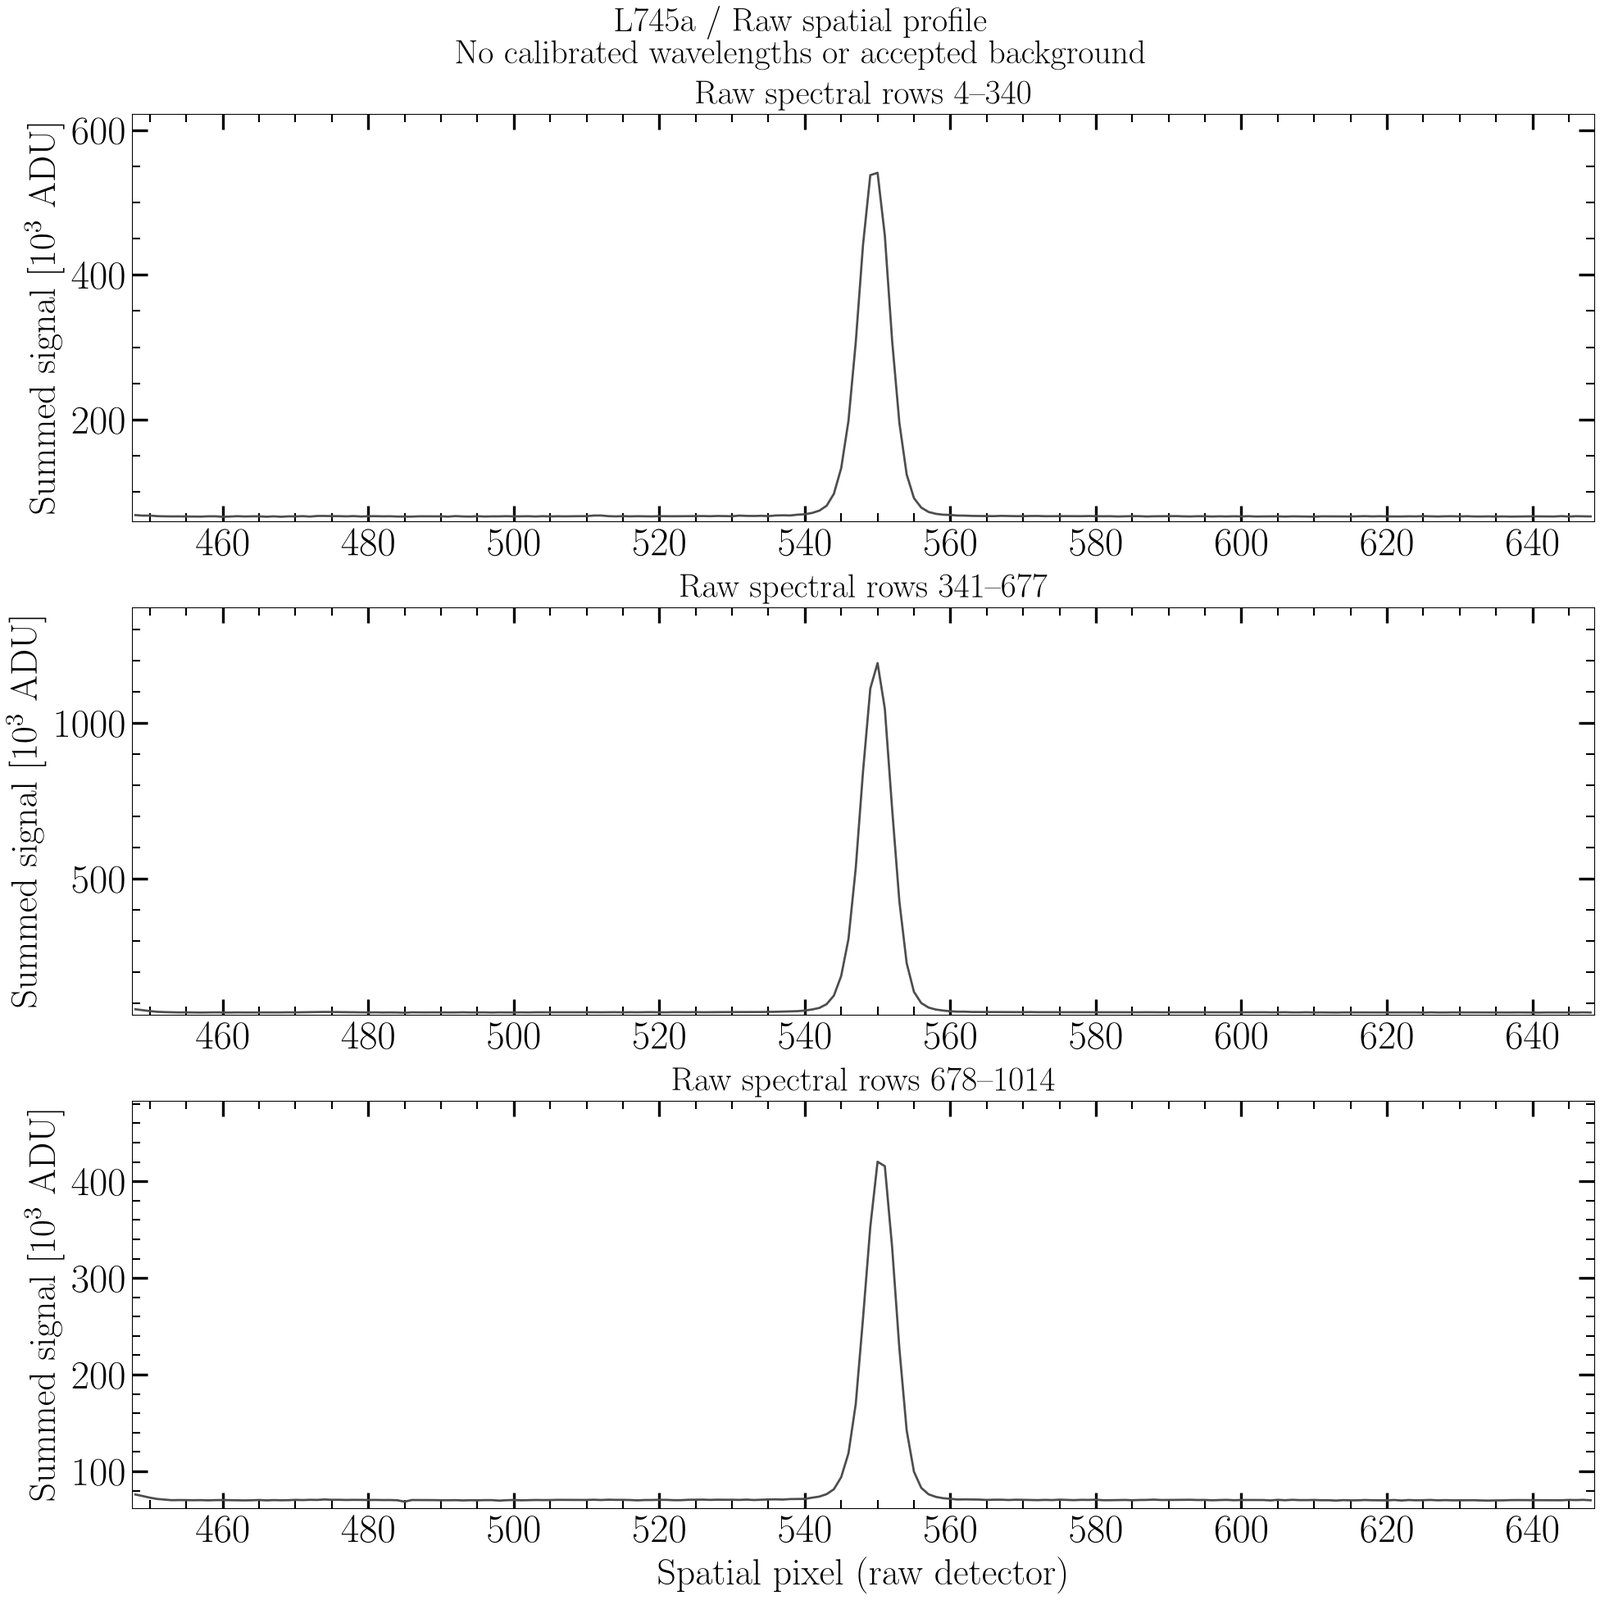 L745a / Raw spatial profile
No calibrated wavelengths or accepted background
Raw spectral rows 4–340
Summed signal [10³ ADU]
600
400
200
460 480 500 520 540 560 580 600 620 640
Raw spectral rows 341–677
Summed signal [10³ ADU]
1000
500
460 480 500 520 540 560 580 600 620 640
Raw spectral rows 678–1014
Summed signal [10³ ADU]
400
300
200
100
460 480 500 520 540 560 580 600 620 640
Spatial pixel (raw detector)